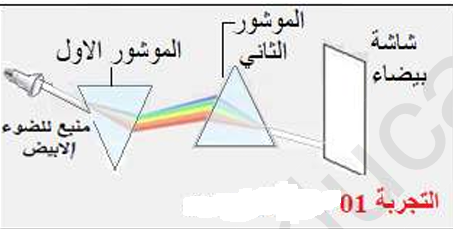 الموشور
الثاني
الموشور الاول
شاشة
بيضاء
منبع للضوء
الابيض
التجربة 01